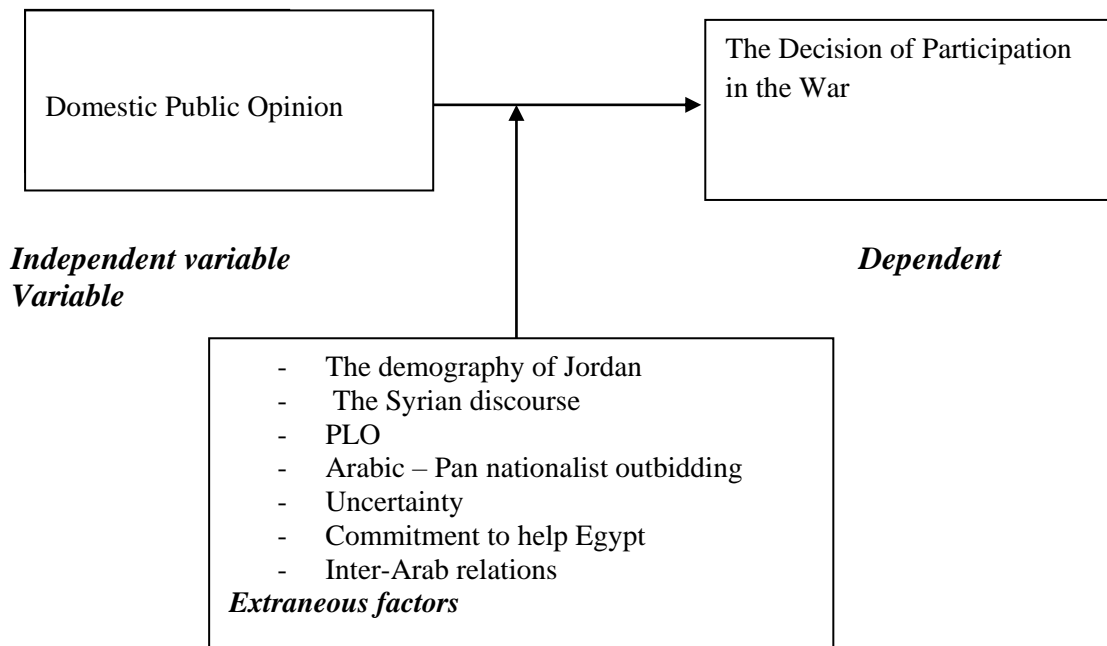 The Decision of Participation
in the War
Domestic Public Opinion
Independent variable Dependent
Variable
- The demography of Jordan
- The Syrian discourse
- PLO
- Arabic – Pan nationalist outbidding
- Uncertainty
- Commitment to help Egypt
- Inter-Arab relations
Extraneous factors